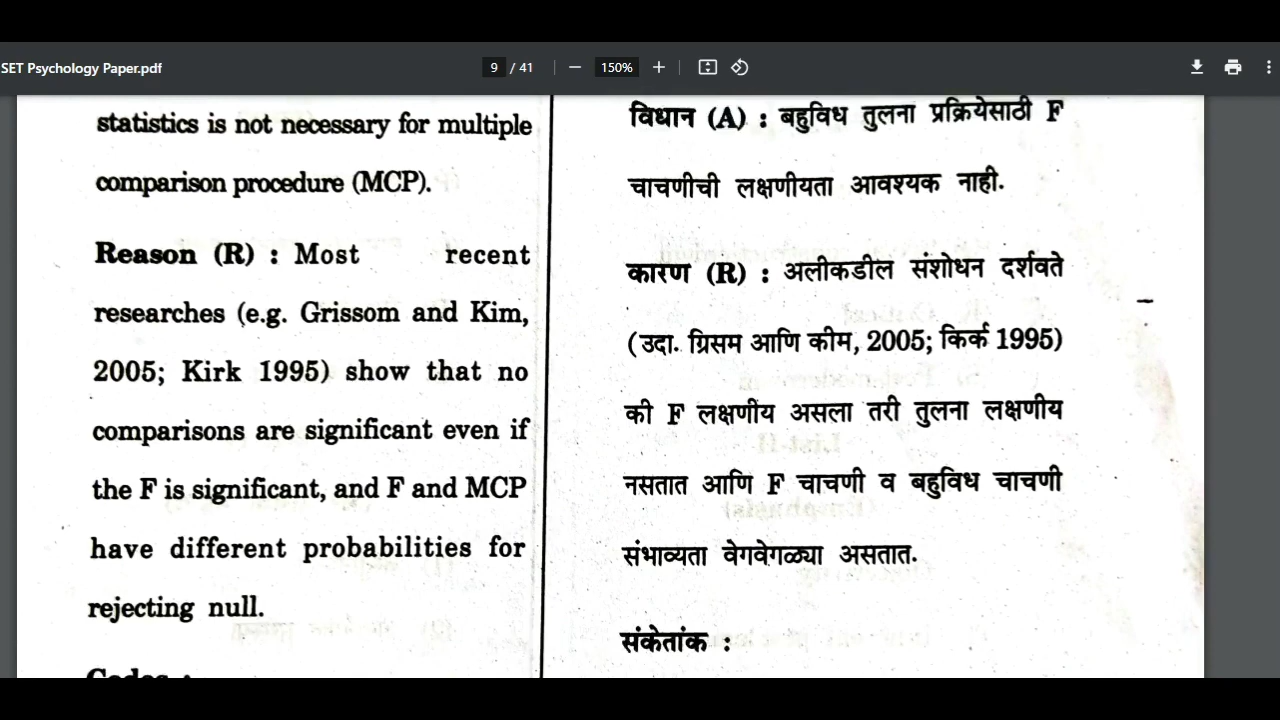 SET Psychology Paper.pdf
9 / 41
150%
statistics is not necessary for multiple
comparison procedure (MCP).
Reason (R) : Most recent
researches (e.g. Grissom and Kim,
2005; Kirk 1995) show that no
comparisons are significant even if
the F is significant, and F and MCP
have different probabilities for
rejecting null.
Codes :
विधान (A) : बहुविध तुलना प्रक्रियेसाठी F
चाचणीची लक्षणीयता आवश्यक नाही.
कारण (R) : अलीकडील संशोधन दर्शवते
(उदा. ग्रिसम आणि कीम, 2005; किर्क 1995)
की F लक्षणीय असला तरी तुलना लक्षणीय
नसतात आणि F चाचणी व बहुविध चाचणी
संभाव्यता वेगवेगळ्या असतात.
संकेतांक :